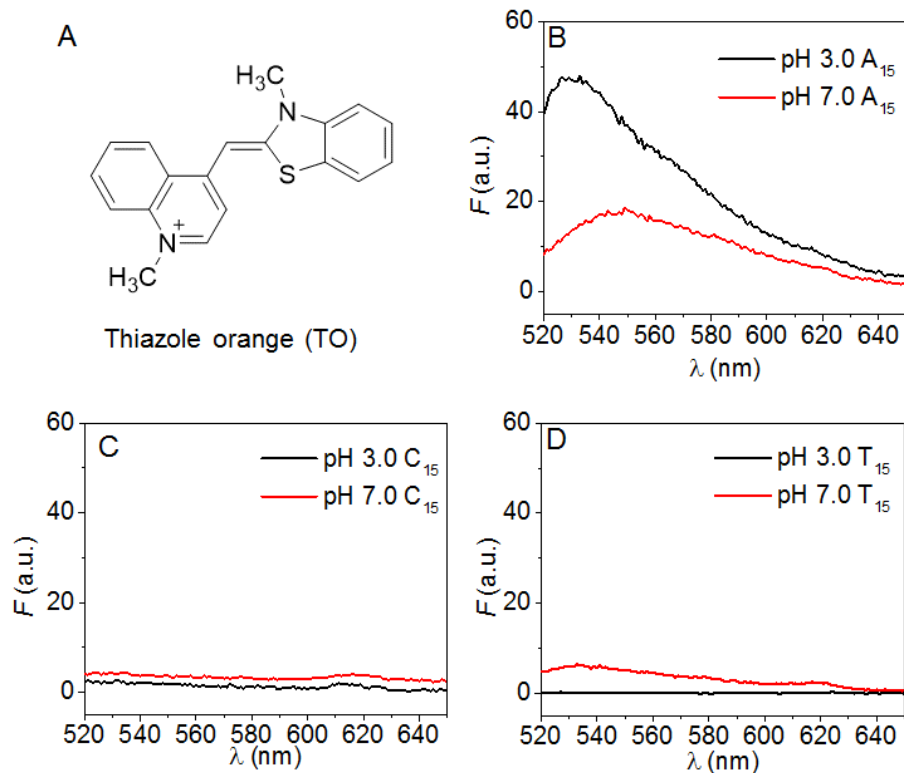 A
H₃C
N
S
+
N
H₃C
Thiazole orange (TO)
B
pH 3.0 A₁₅
pH 7.0 A₁₅
60
40
20
0
F (a.u.)
520 540 560 580 600 620 640
λ (nm)
C
pH 3.0 C₁₅
pH 7.0 C₁₅
60
40
20
0
F (a.u.)
520 540 560 580 600 620 640
λ (nm)
D
pH 3.0 T₁₅
pH 7.0 T₁₅
60
40
20
0
F (a.u.)
520 540 560 580 600 620 640
λ (nm)